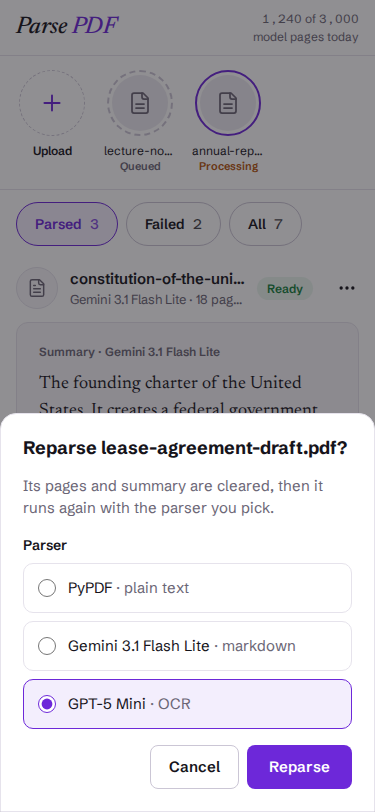 Parse PDF
1,240 of 3,000
model pages today
Upload
lecture-no...
Queued
annual-rep...
Processing
Parsed 3
Failed 2
All 7
constitution-of-the-uni...
Gemini 3.1 Flash Lite · 18 pag...
Ready
Summary · Gemini 3.1 Flash Lite
The founding charter of the United
States. It creates a federal government
Reparse lease-agreement-draft.pdf?
Its pages and summary are cleared, then it
runs again with the parser you pick.
Parser
PyPDF · plain text
Gemini 3.1 Flash Lite · markdown
GPT-5 Mini · OCR
Cancel
Reparse